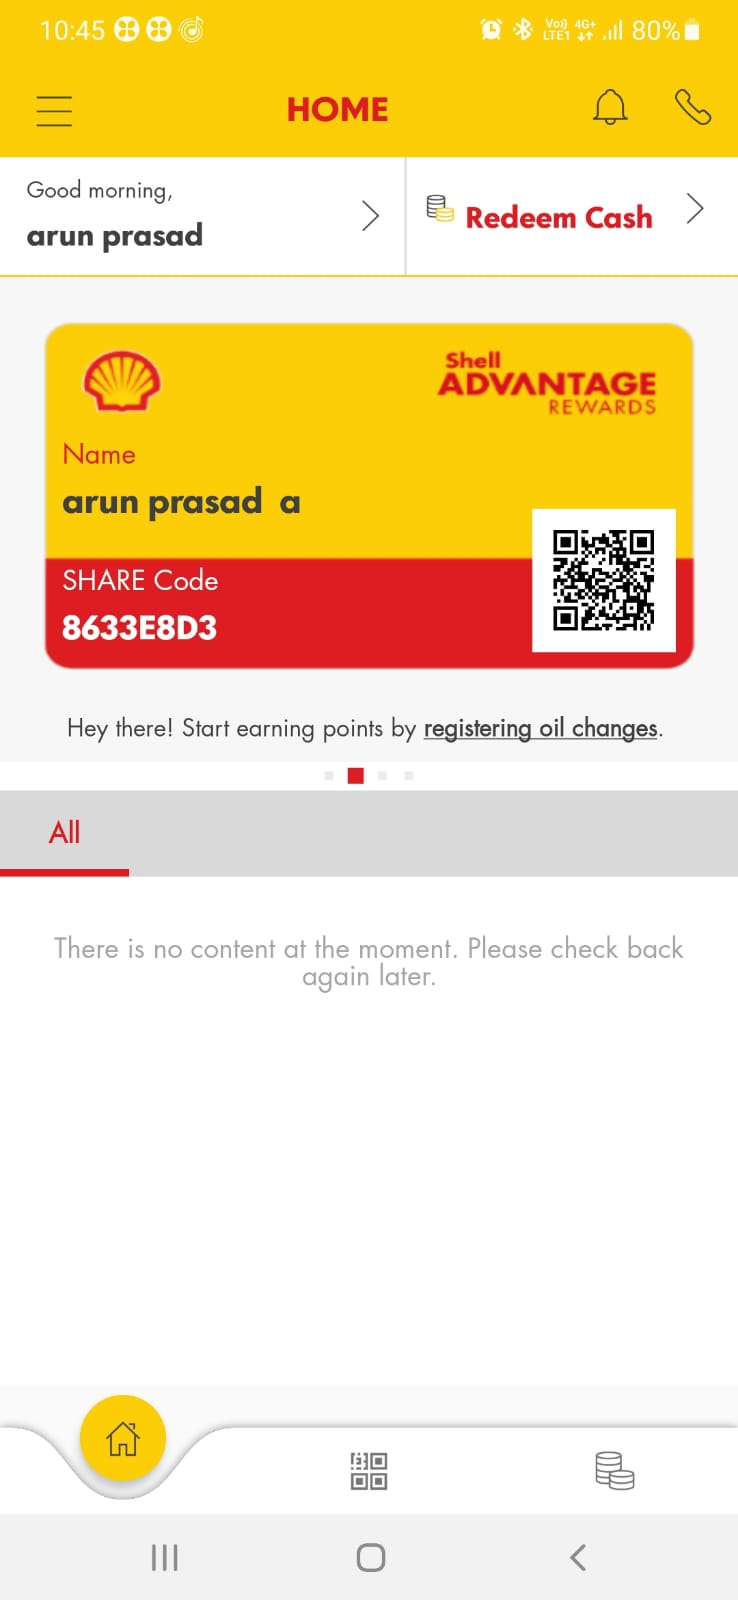 10:45
Vo)) 4G+
LTE1
80%
HOME
Good morning,
arun prasad
Redeem Cash
Shell
ADVANTAGE
REWARDS
Name
arun prasad a
SHARE Code
8633E8D3
Hey there! Start earning points by registering oil changes.
All
There is no content at the moment. Please check back
again later.